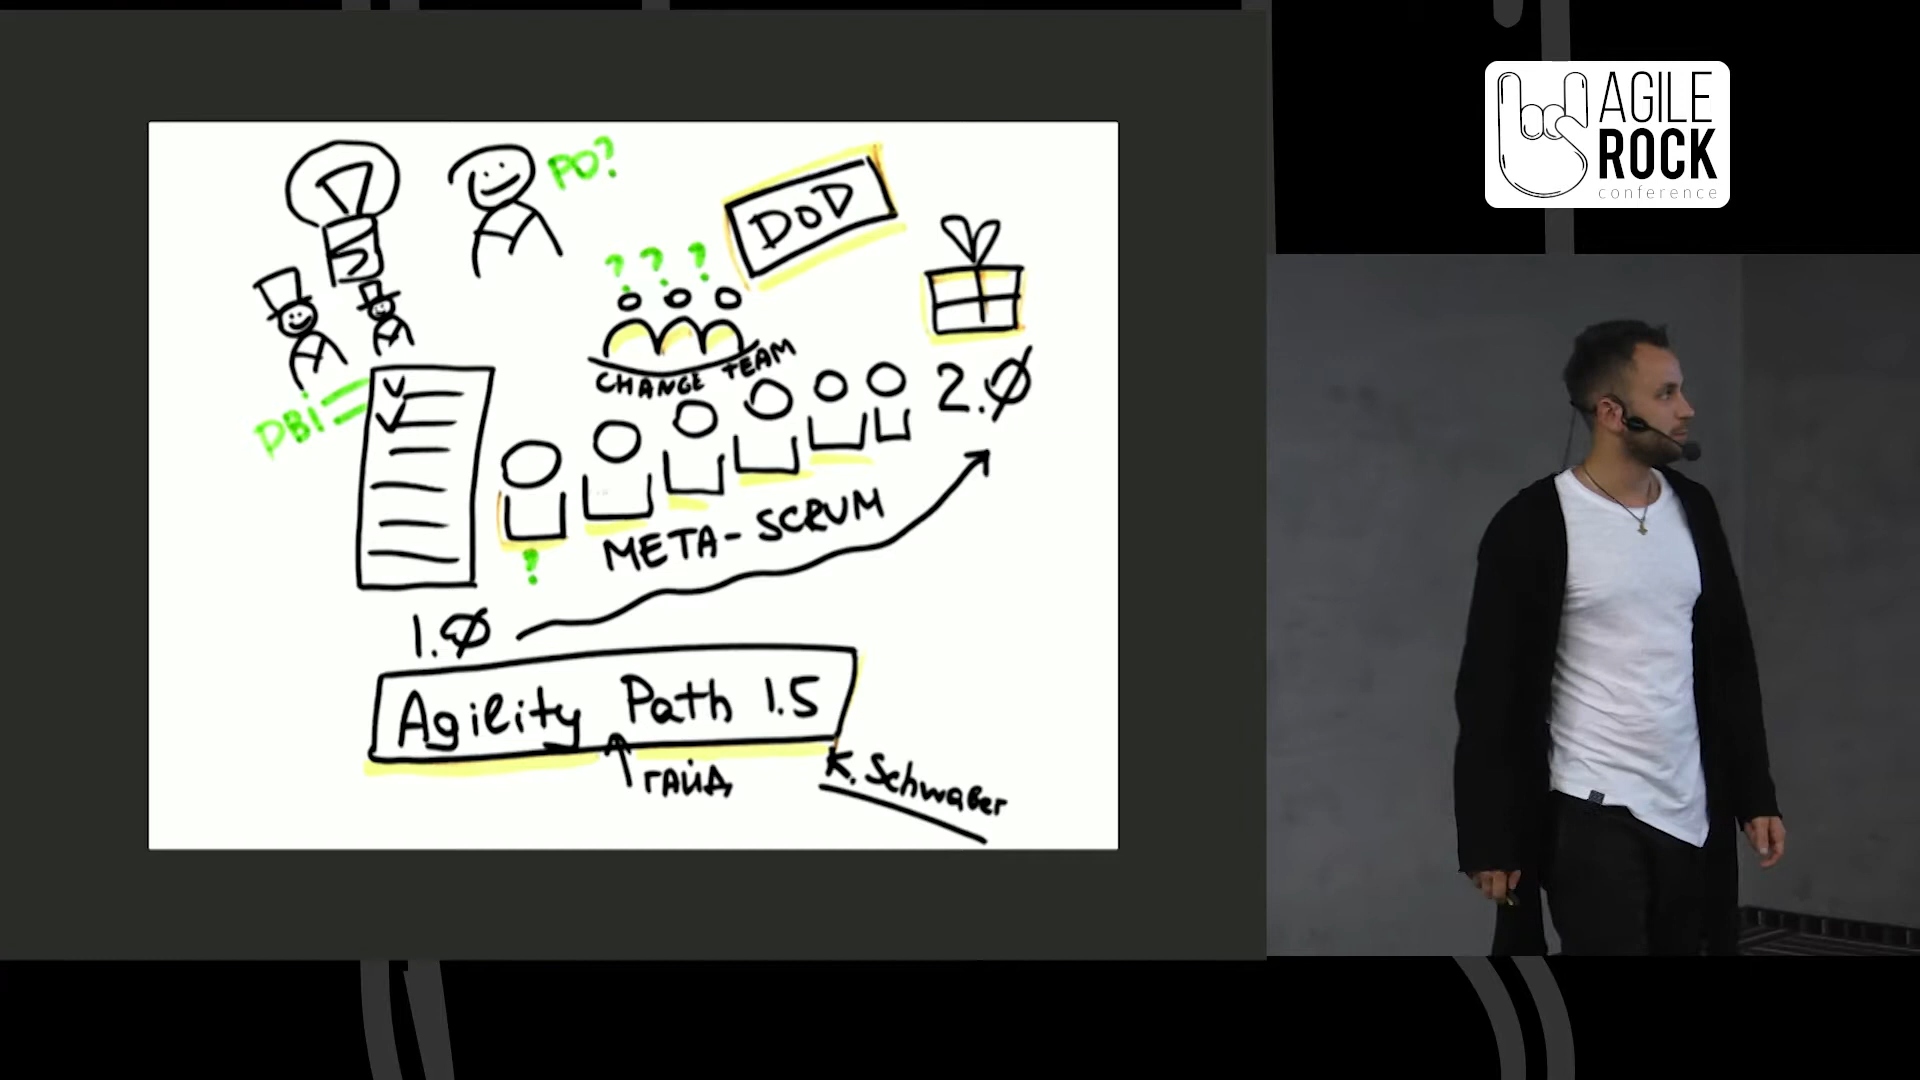 PO?
DoD
? ? ?
CHANGE TEAM
2.0
DBi
META-SCRUM
?
1.0
Agility Path 1.5
гайд
K. Schwaber
AGILE
ROCK
conference